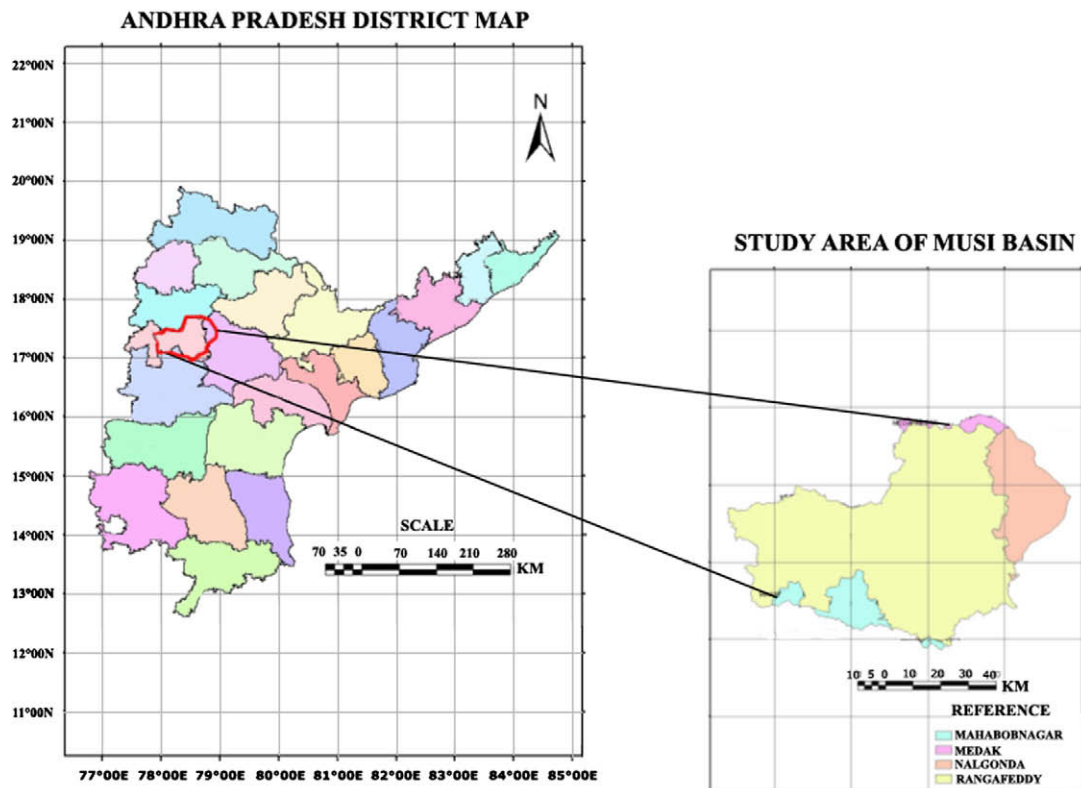 ANDHRA PRADESH DISTRICT MAP
22°00N
21°00N
20°00N
19°00N
18°00N
17°00N
16°00N
15°00N
14°00N
13°00N
12°00N
11°00N
N
SCALE
70 35 0 70 140 210 280
KM
77°00E 78°00E 79°00E 80°00E 81°00E 82°00E 83°00E 84°00E 85°00E
STUDY AREA OF MUSI BASIN
10 5 0 10 20 30 40
KM
REFERENCE
MAHABOBNAGAR
MEDAK
NALGONDA
RANGAFEDDY